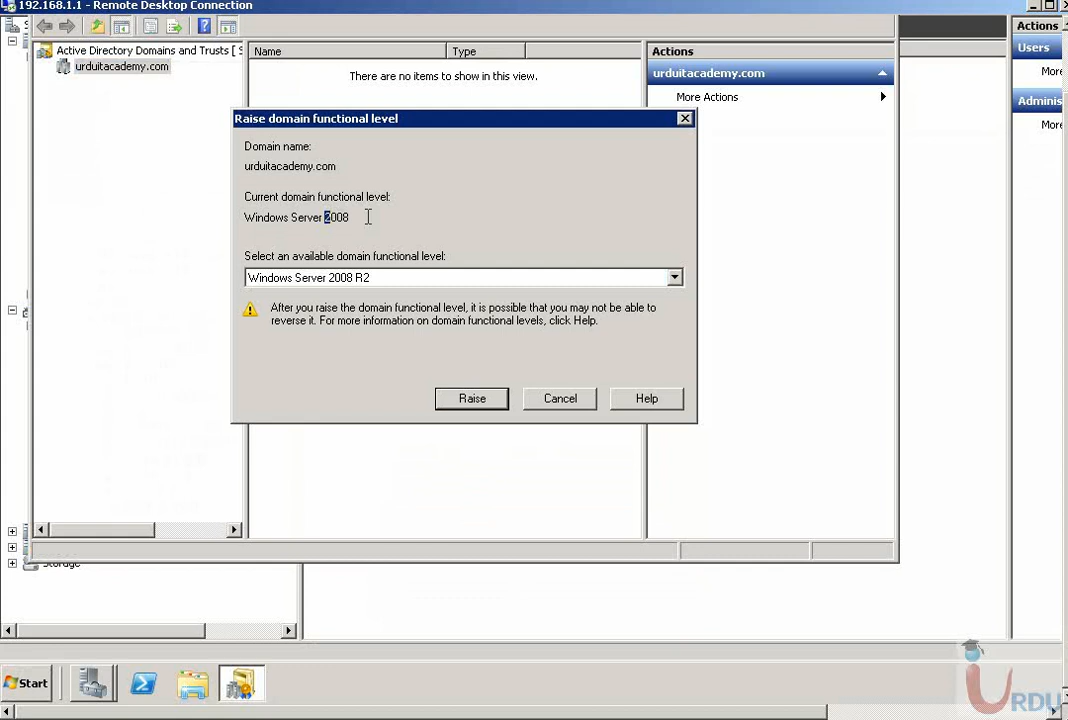 192.168.1.1 - Remote Desktop Connection
Active Directory Domains and Trusts [ S
urduitacademy.com
Name
Type
There are no items to show in this view.
Actions
urduitacademy.com
More Actions
Actions
Users
More
Adminis
More
Raise domain functional level
Domain name:
urduitacademy.com
Current domain functional level:
Windows Server 2008
Select an available domain functional level:
Windows Server 2008 R2
After you raise the domain functional level, it is possible that you may not be able to
reverse it. For more information on domain functional levels, click Help.
Raise
Cancel
Help
Storage
Start
URDU